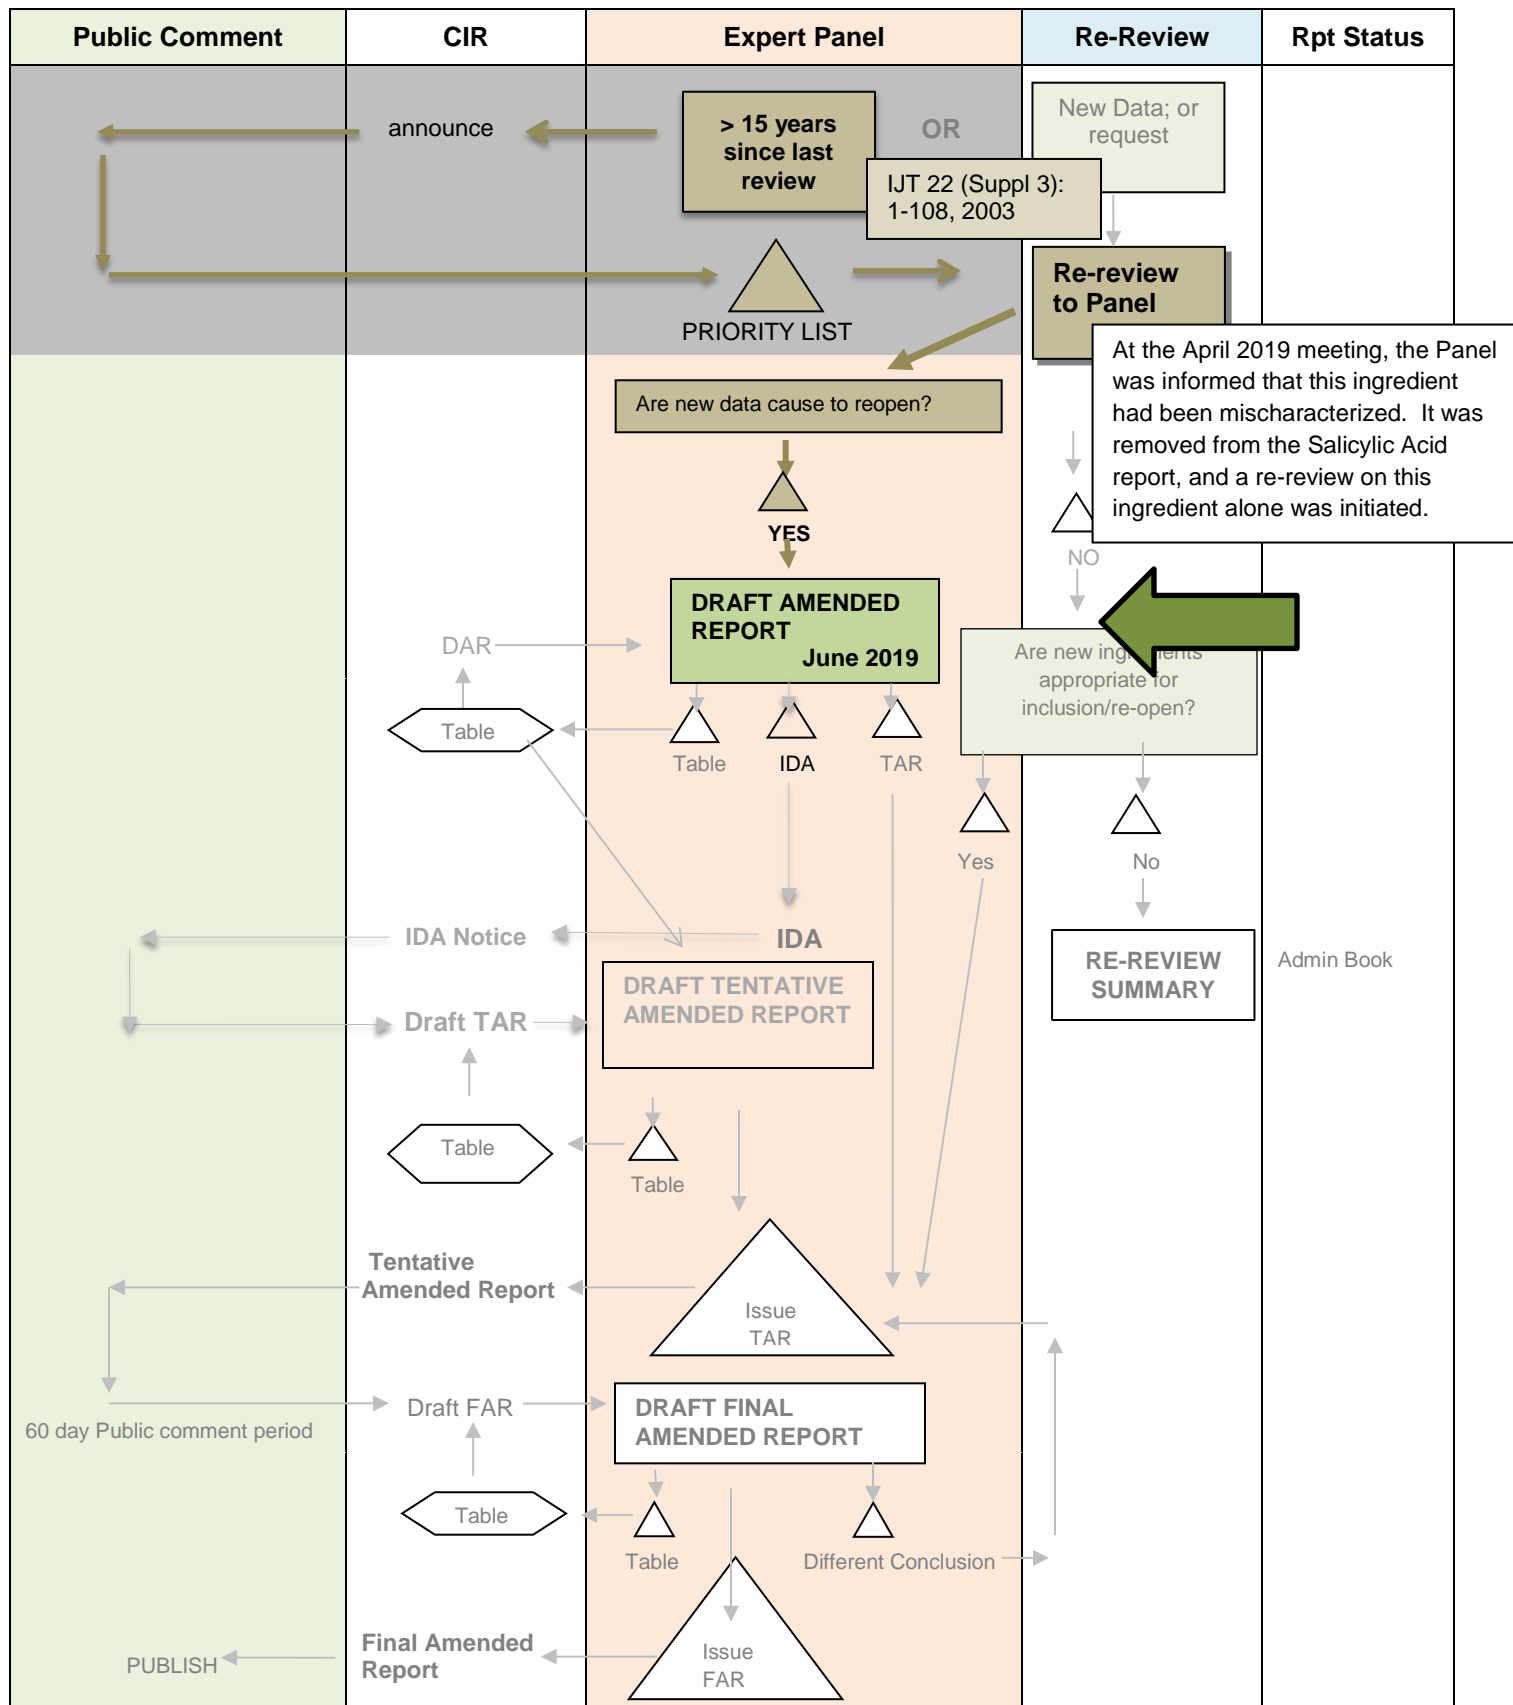 Public Comment
CIR
Expert Panel
Re-Review
Rpt Status
announce
> 15 years
since last
review
OR
New Data; or
request
IJT 22 (Suppl 3):
1-108, 2003
PRIORITY LIST
Re-review
to Panel
At the April 2019 meeting, the Panel
was informed that this ingredient
had been mischaracterized.  It was
removed from the Salicylic Acid
report, and a re-review on this
ingredient alone was initiated.
Are new data cause to reopen?
YES
NO
DRAFT AMENDED
REPORT
June 2019
DAR
Table
Table
IDA
TAR
Are new ingredients
appropriate for
inclusion/re-open?
Yes
No
IDA Notice
IDA
RE-REVIEW
SUMMARY
Admin Book
DRAFT TENTATIVE
AMENDED REPORT
Draft TAR
Table
Table
Tentative
Amended Report
Issue
TAR
60 day Public comment period
Draft FAR
DRAFT FINAL
AMENDED REPORT
Table
Table
Different Conclusion
PUBLISH
Final Amended
Report
Issue
FAR